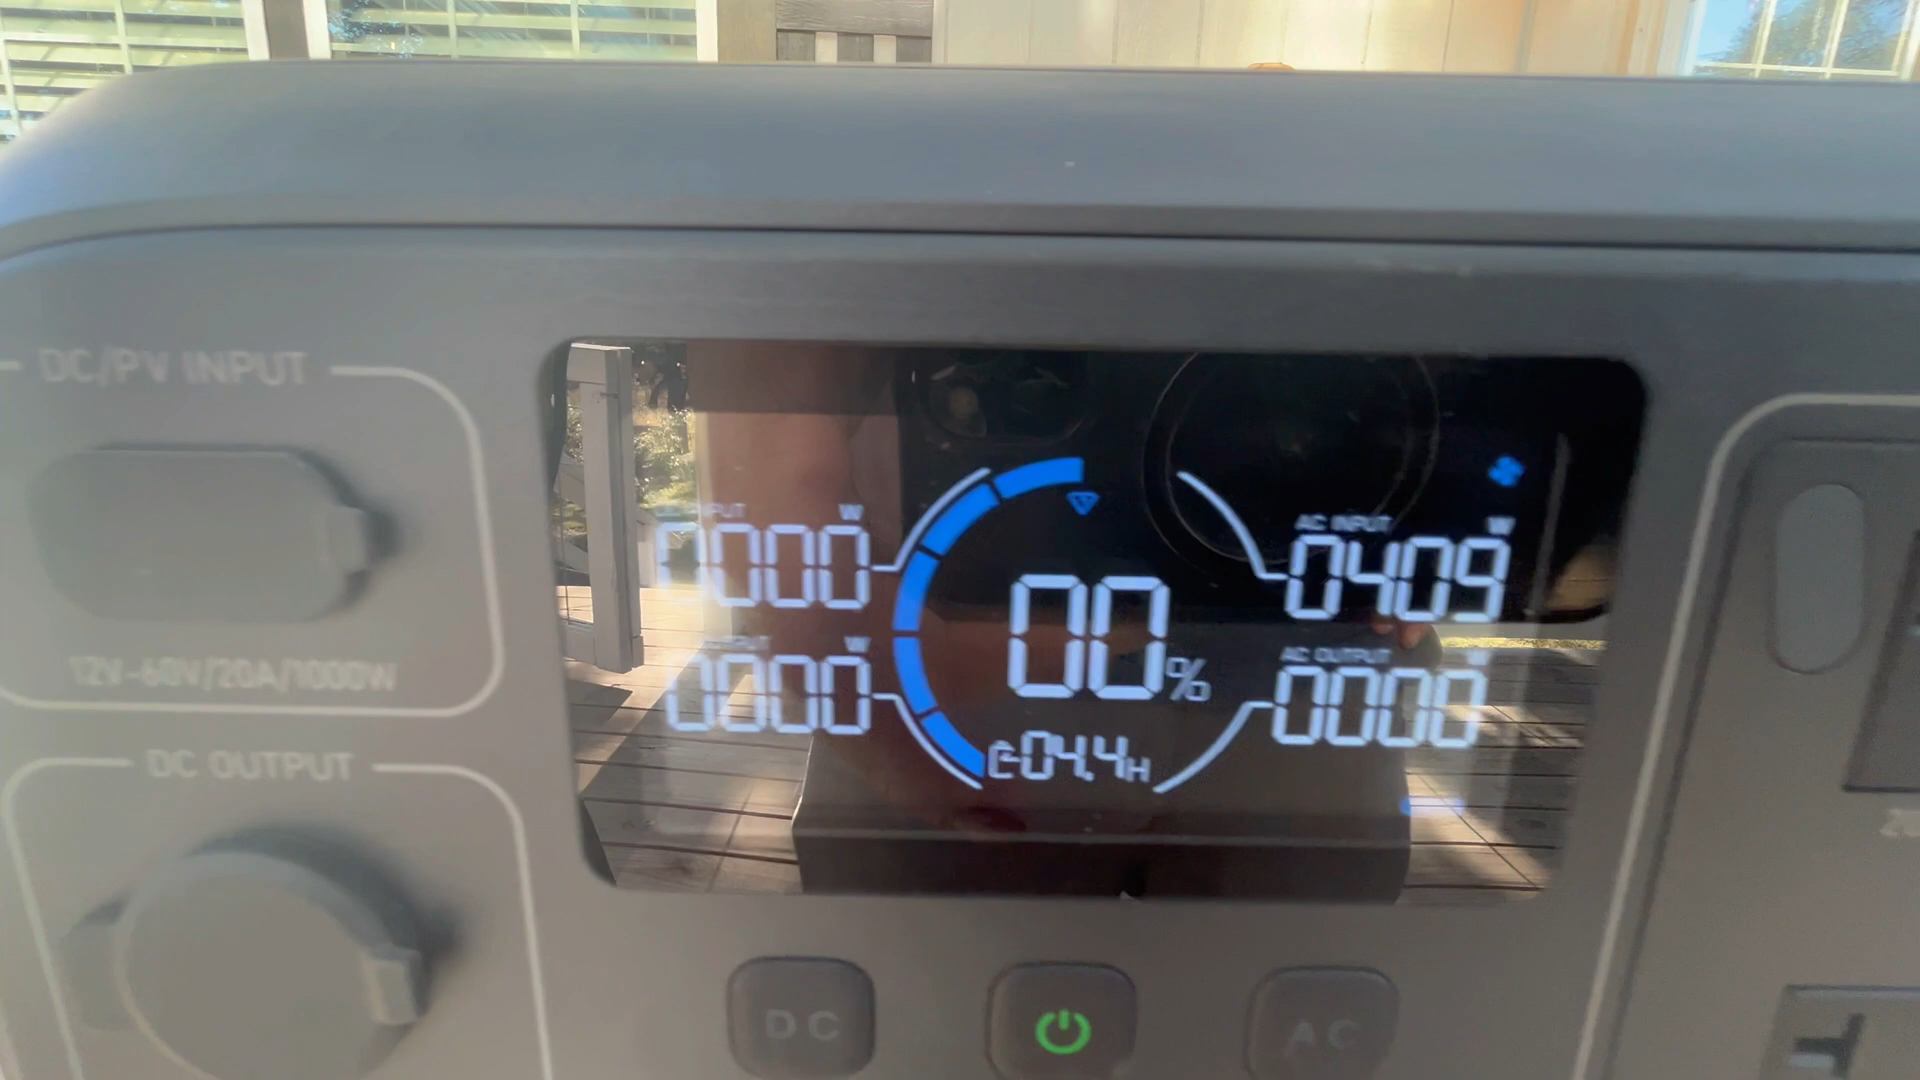 DC/PV INPUT
12V-60V/20A/1000W
DC OUTPUT
W
0000
W
0000
00%
04.4H
AC INPUT W
0409
AC OUTPUT W
0000
DC
AC